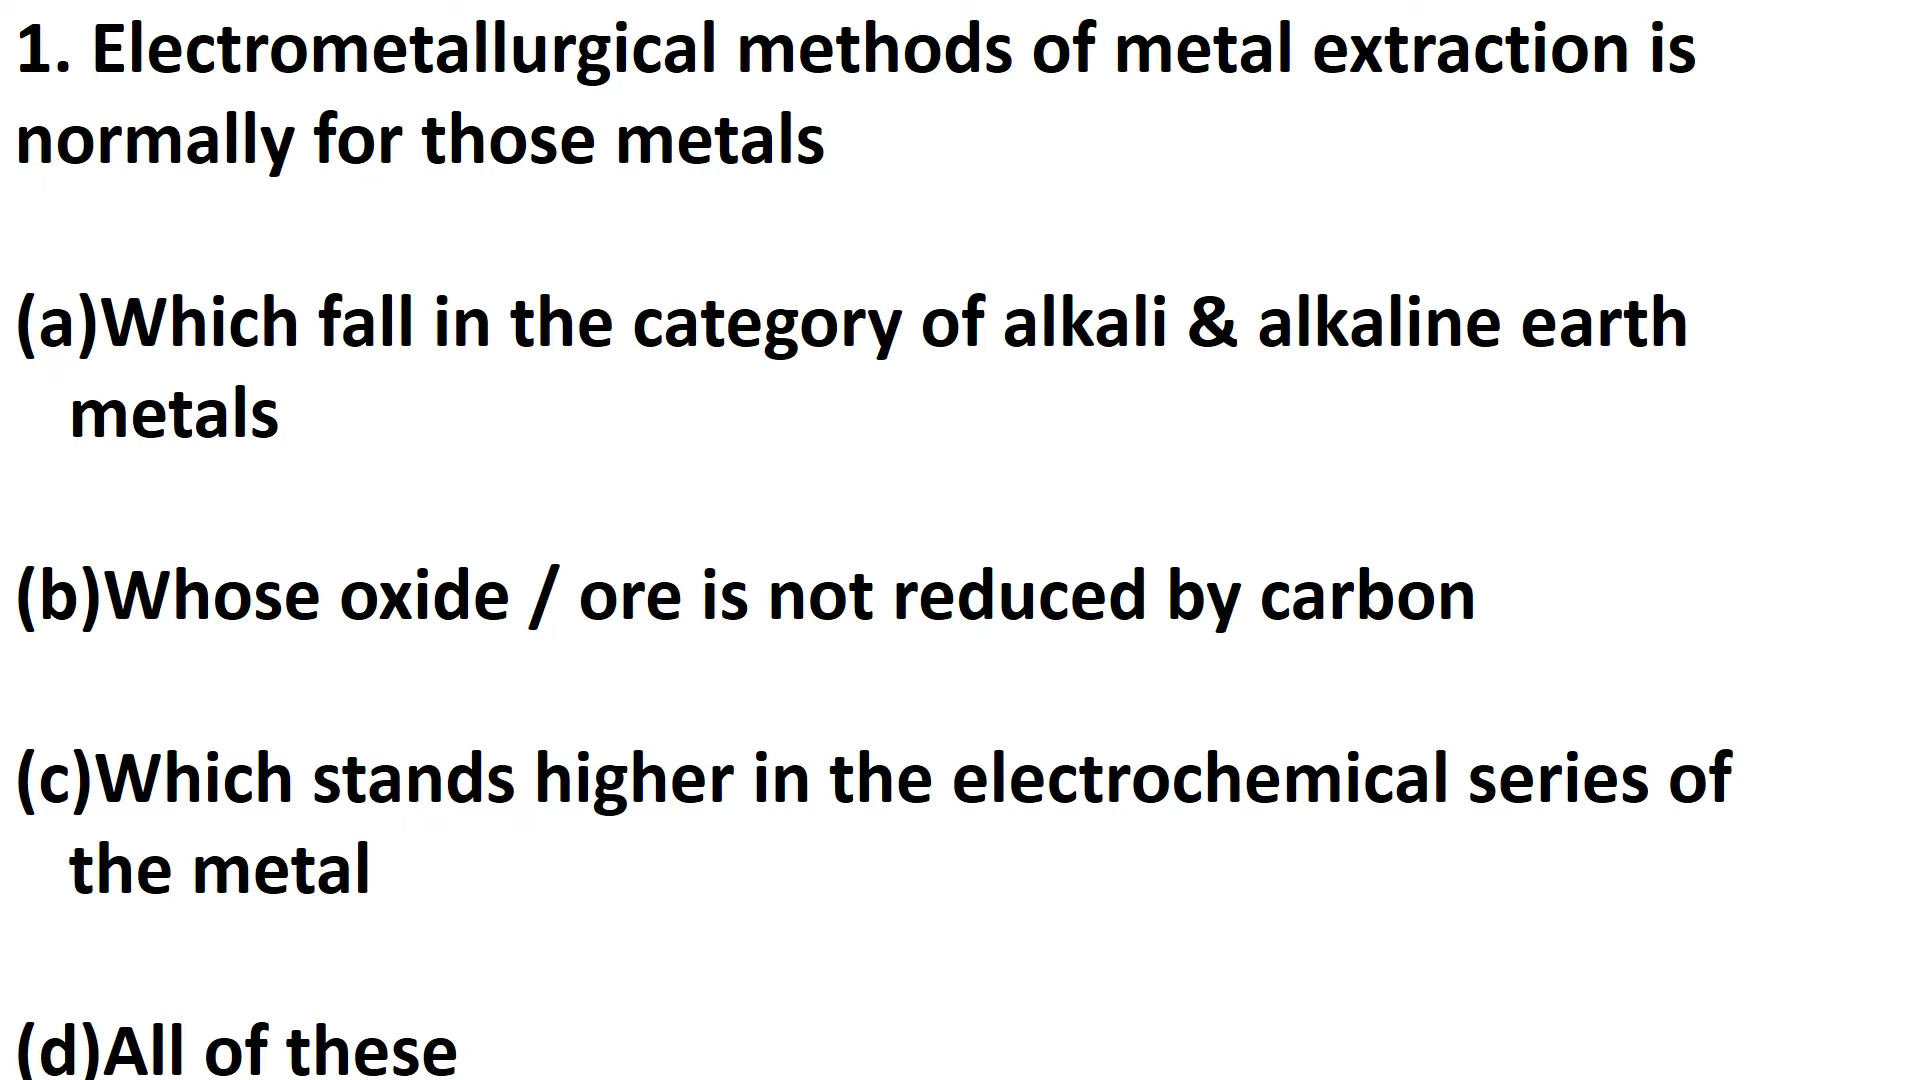 1. Electrometallurgical methods of metal extraction is
normally for those metals
(a)Which fall in the category of alkali & alkaline earth
metals
(b)Whose oxide / ore is not reduced by carbon
(c)Which stands higher in the electrochemical series of
the metal
(d)All of these